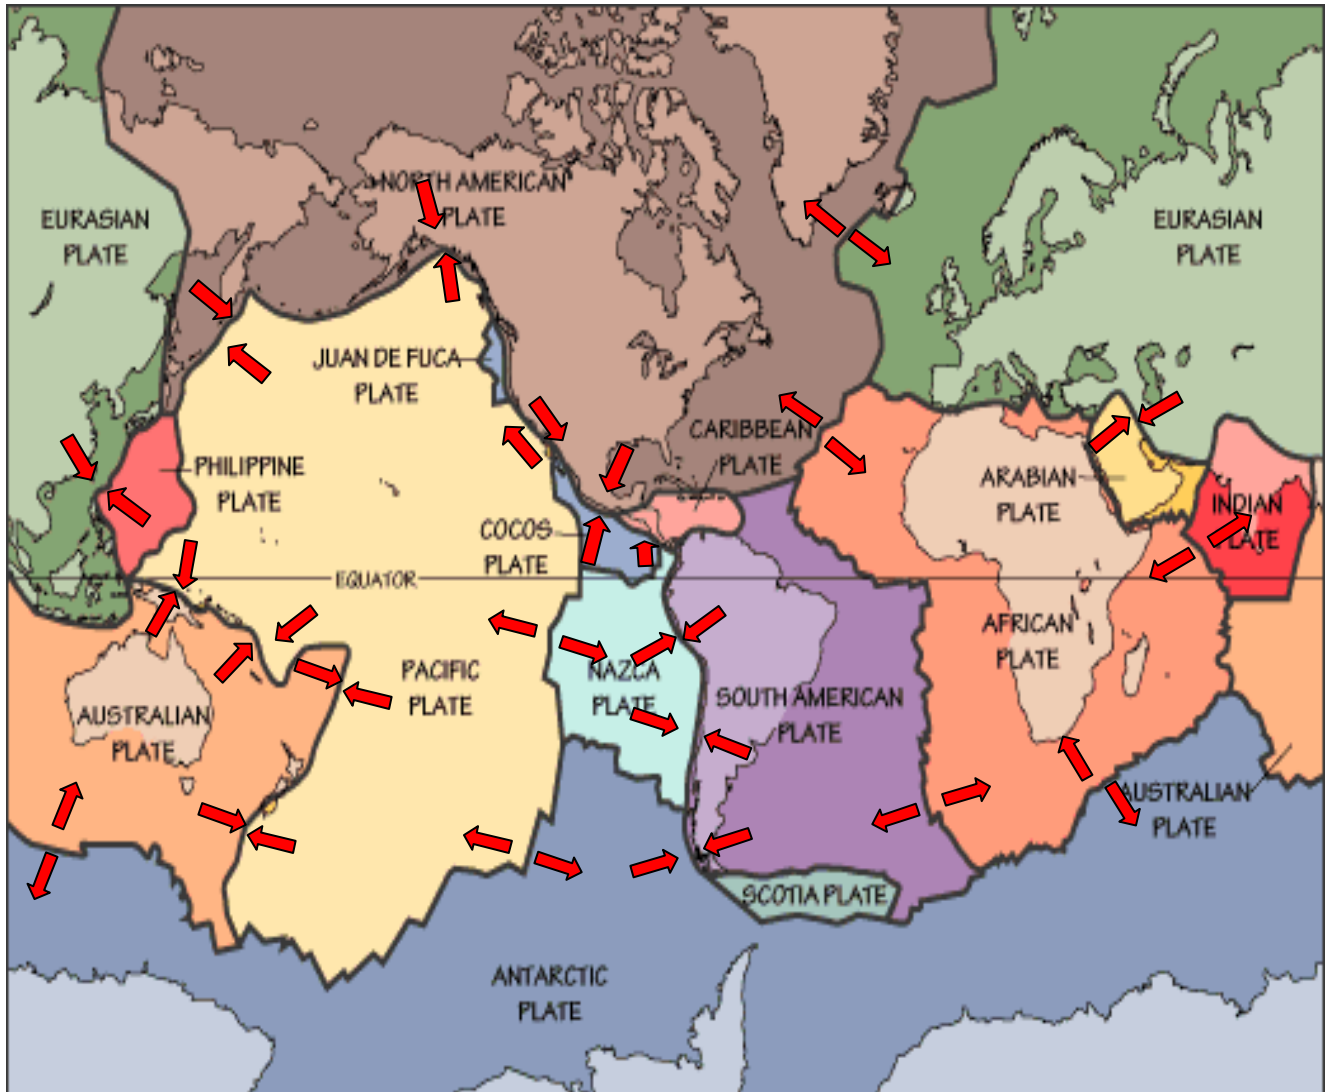 NORTH AMERICAN
PLATE
EURASIAN
PLATE
EURASIAN
PLATE
JUAN DE FUCA
PLATE
CARIBBEAN
PLATE
PHILIPPINE
PLATE
ARABIAN
PLATE
INDIAN
PLATE
COCOS
PLATE
EQUATOR
AFRICAN
PLATE
PACIFIC
PLATE
NAZCA
PLATE
SOUTH AMERICAN
PLATE
AUSTRALIAN
PLATE
AUSTRALIAN
PLATE
SCOTIA PLATE
ANTARCTIC
PLATE